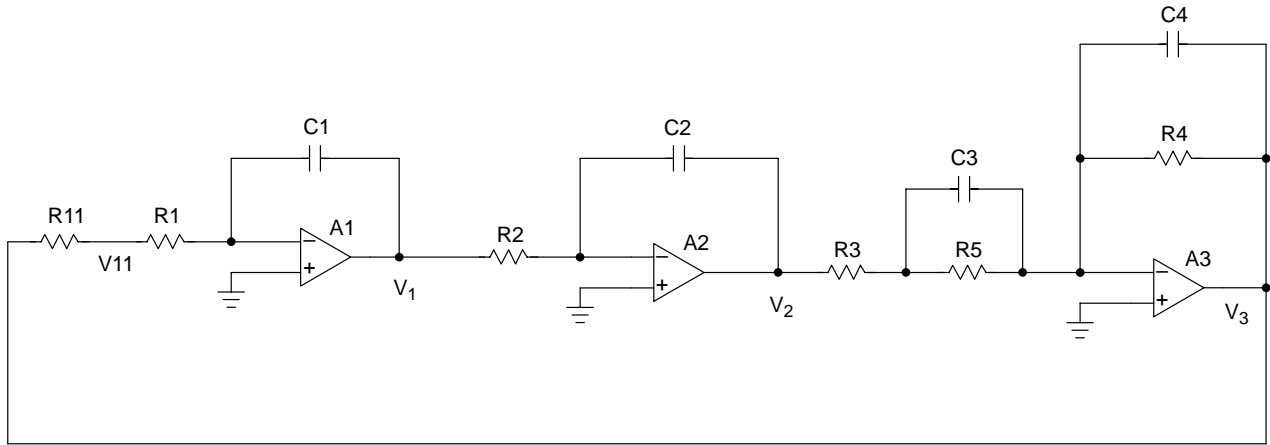 C4
R4
C1
C2
C3
R11
R1
A1
R2
A2
R3
R5
A3
V11
V1
V2
V3
−
+
−
+
−
+